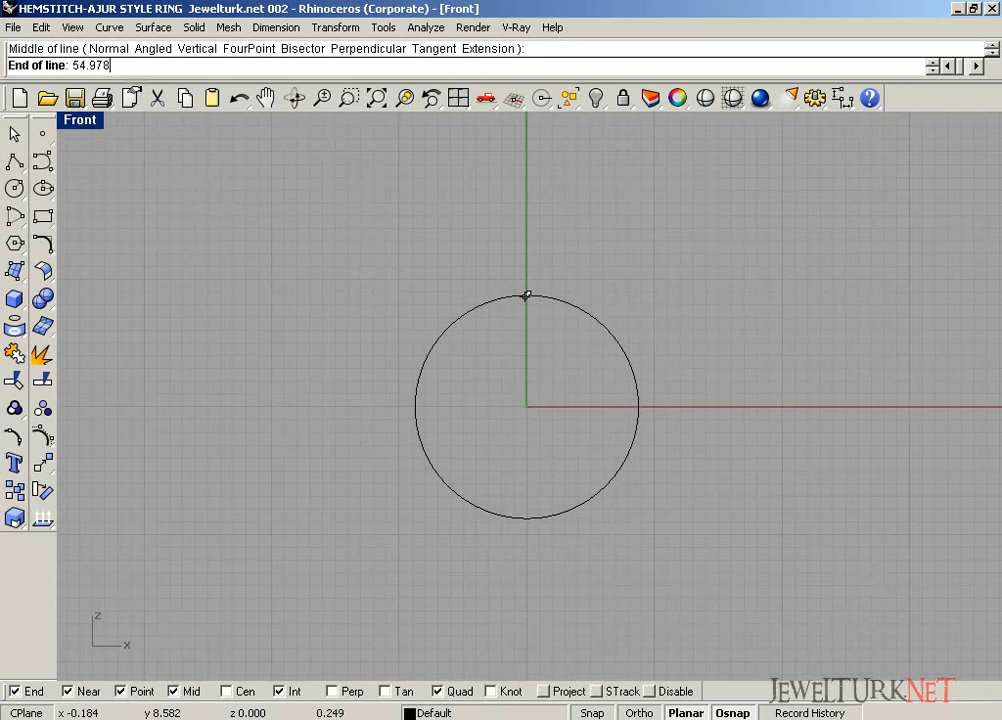 HEMSTITCH-AJUR STYLE RING Jewelturk.net 002 - Rhinoceros (Corporate) - [Front]
File Edit View Curve Surface Solid Mesh Dimension Transform Tools Analyze Render V-Ray Help
Middle of line ( Normal Angled Vertical FourPoint Bisector Perpendicular Tangent Extension ):
End of line: 54.978
Front
z
x
End Near Point Mid Cen Int Perp Tan Quad Knot Project STrack Disable
JEWELTURK.NET
CPlane x -0.184 y 8.582 z 0.000 0.249 Default Snap Ortho Planar Osnap Record History